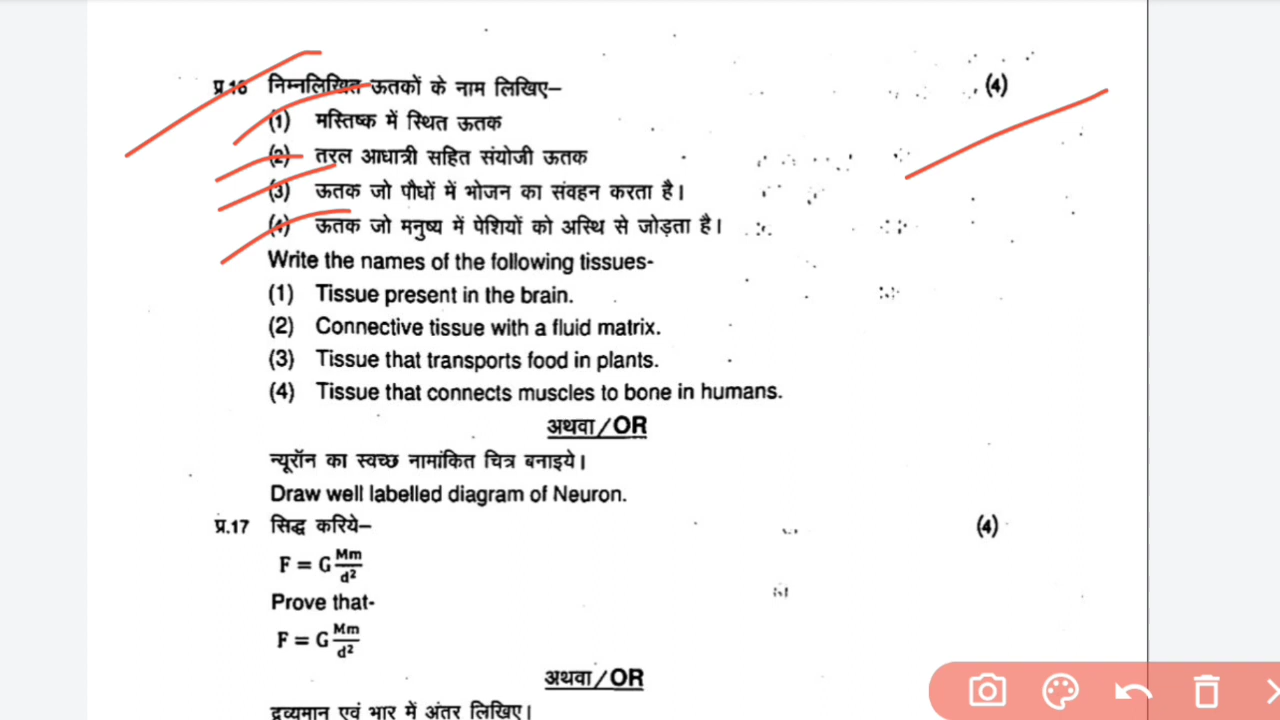 प्र.16 निम्नलिखित ऊतकों के नाम लिखिए– (4)
(1) मस्तिष्क में स्थित ऊतक
(2) तरल आधात्री सहित संयोजी ऊतक
(3) ऊतक जो पौधों में भोजन का संवहन करता है।
(4) ऊतक जो मनुष्य में पेशियों को अस्थि से जोड़ता है।
Write the names of the following tissues-
(1) Tissue present in the brain.
(2) Connective tissue with a fluid matrix.
(3) Tissue that transports food in plants.
(4) Tissue that connects muscles to bone in humans.
अथवा/OR
न्यूरॉन का स्वच्छ नामांकित चित्र बनाइये।
Draw well labelled diagram of Neuron.
प्र.17 सिद्ध करिये– (4)
F = G Mm/d²
Prove that-
F = G Mm/d²
अथवा/OR
द्रव्यमान एवं भार में अंतर लिखिए।